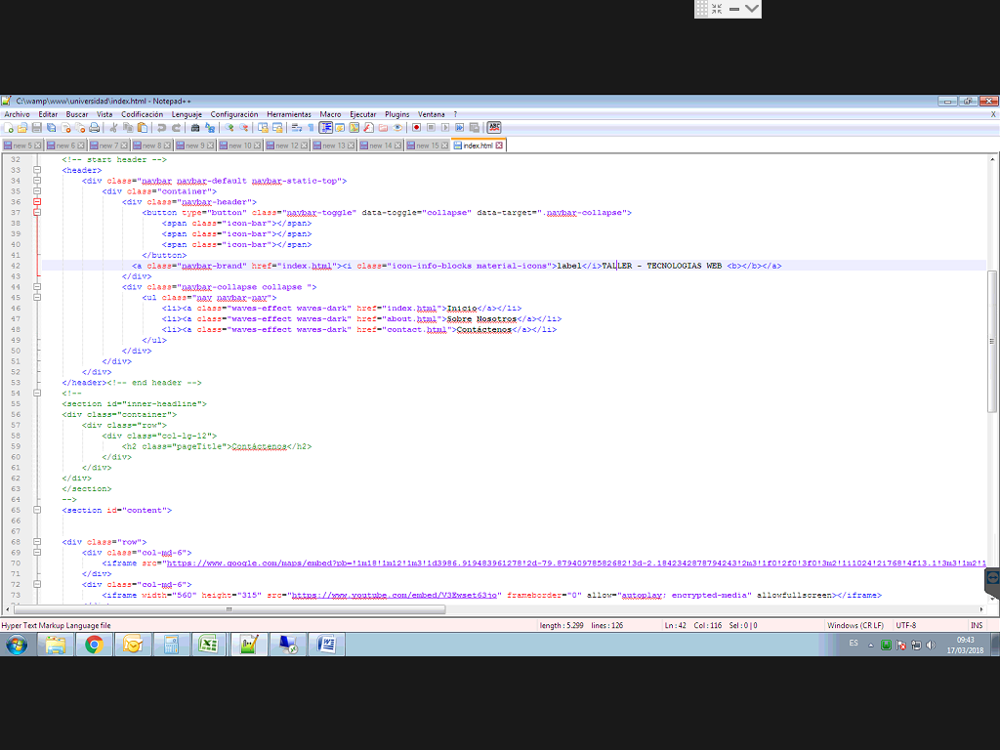 C:\wamp\www\universidad\index.html - Notepad++
Archivo Editar Buscar Vista Codificación Lenguaje Configuración Herramientas Macro Ejecutar Plugins Ventana ? X
new 5 new 6 new 7 new 8 new 9 new 10 new 12 new 13 new 14 new 15 index.html
32 <!-- start header -->
33 <header>
34 <div class="navbar navbar-default navbar-static-top">
35 <div class="container">
36 <div class="navbar-header">
37 <button type="button" class="navbar-toggle" data-toggle="collapse" data-target=".navbar-collapse">
38 <span class="icon-bar"></span>
39 <span class="icon-bar"></span>
40 <span class="icon-bar"></span>
41 </button>
42 <a class="navbar-brand" href="index.html"><i class="icon-info-blocks material-icons">label</i>TALLER - TECNOLOGIAS WEB <b></b></a>
43 </div>
44 <div class="navbar-collapse collapse ">
45 <ul class="nav navbar-nav">
46 <li><a class="waves-effect waves-dark" href="index.html">Inicio</a></li>
47 <li><a class="waves-effect waves-dark" href="about.html">Sobre Nosotros</a></li>
48 <li><a class="waves-effect waves-dark" href="contact.html">Contáctenos</a></li>
49 </ul>
50 </div>
51 </div>
52 </div>
53 </header><!-- end header -->
54 <!--
55 <section id="inner-headline">
56 <div class="container">
57 <div class="row">
58 <div class="col-lg-12">
59 <h2 class="pageTitle">Contáctenos</h2>
60 </div>
61 </div>
62 </div>
63 </section>
64 -->
65 <section id="content">
66
67
68 <div class="row">
69 <div class="col-md-6">
70 <iframe src="https://www.google.com/maps/embed?pb=!1m18!1m12!1m3!1d3986.919483961278!2d-79.87940978582682!3d-2.1842342878794243!2m3!1f0!2f0!3f0!3m2!1i1024!2i768!4f13.1!3m3!1m2!1
71 </div>
72 <div class="col-md-6">
73 <iframe width="560" height="315" src="https://www.youtube.com/embed/V3Ewset63jo" frameborder="0" allow="autoplay; encrypted-media" allowfullscreen></iframe>
Hyper Text Markup Language file length : 5.299 lines : 126 Ln : 42 Col : 116 Sel : 0 | 0 Windows (CR LF) UTF-8 INS
ES 09:43
17/03/2018